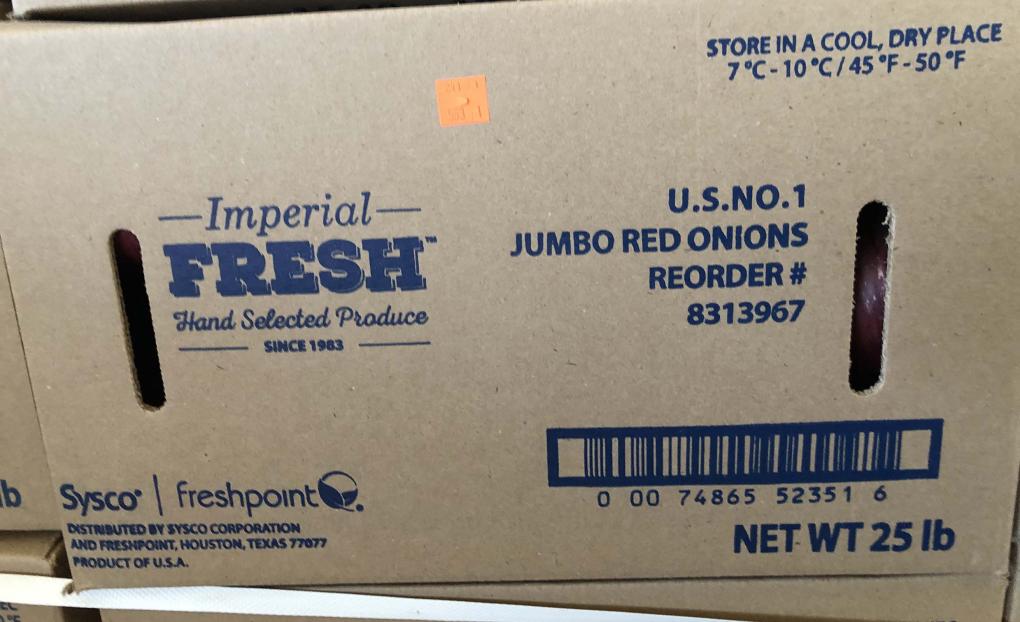 STORE IN A COOL, DRY PLACE
7 °C - 10 °C / 45 °F - 50 °F
Imperial
FRESH™
Hand Selected Produce
SINCE 1983
U.S.NO.1
JUMBO RED ONIONS
REORDER #
8313967
0 00 74865 52351 6
NET WT 25 lb
Sysco® | freshpoint
DISTRIBUTED BY SYSCO CORPORATION
AND FRESHPOINT, HOUSTON, TEXAS 77077
PRODUCT OF U.S.A.
lb